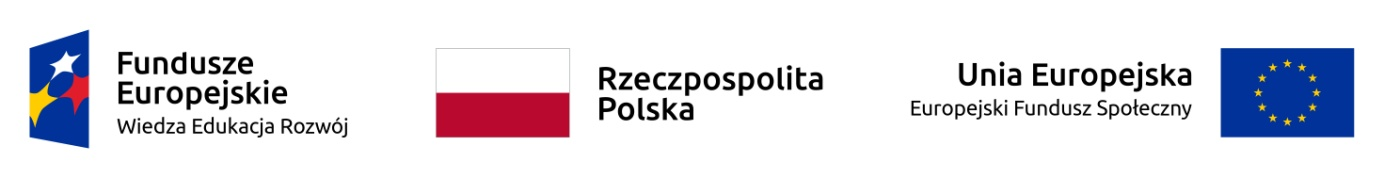 Fundusze
Europejskie
Wiedza Edukacja Rozwój
Rzeczpospolita
Polska
Unia Europejska
Europejski Fundusz Społeczny